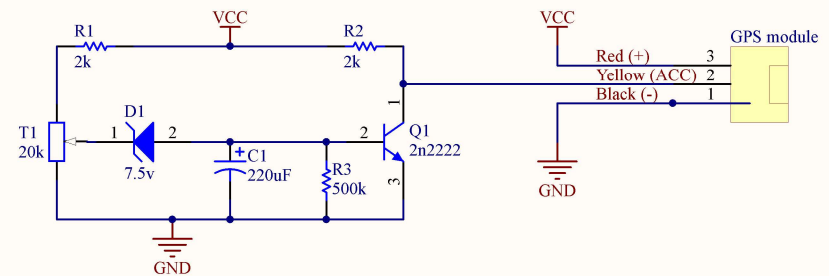 VCC
VCC
R1
R2
GPS module
2k
2k
Red (+)
3
Yellow (ACC)
2
Black (-)
1
1
D1
T1
20k
1
2
7.5v
2
Q1
2n2222
+
C1
220uF
R3
500k
3
GND
GND